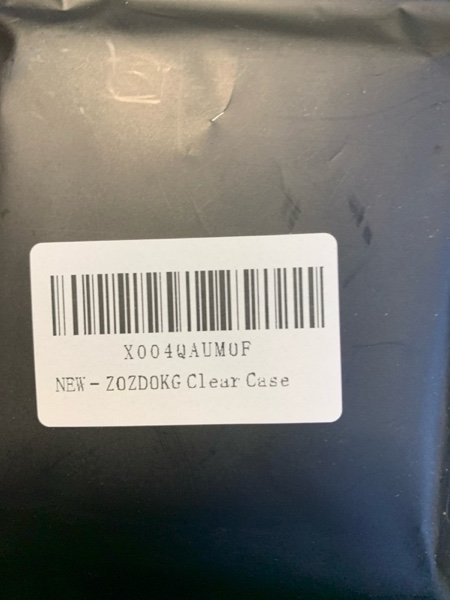 X004QAUM0F
NEW - ZOZDOKG Clear Case